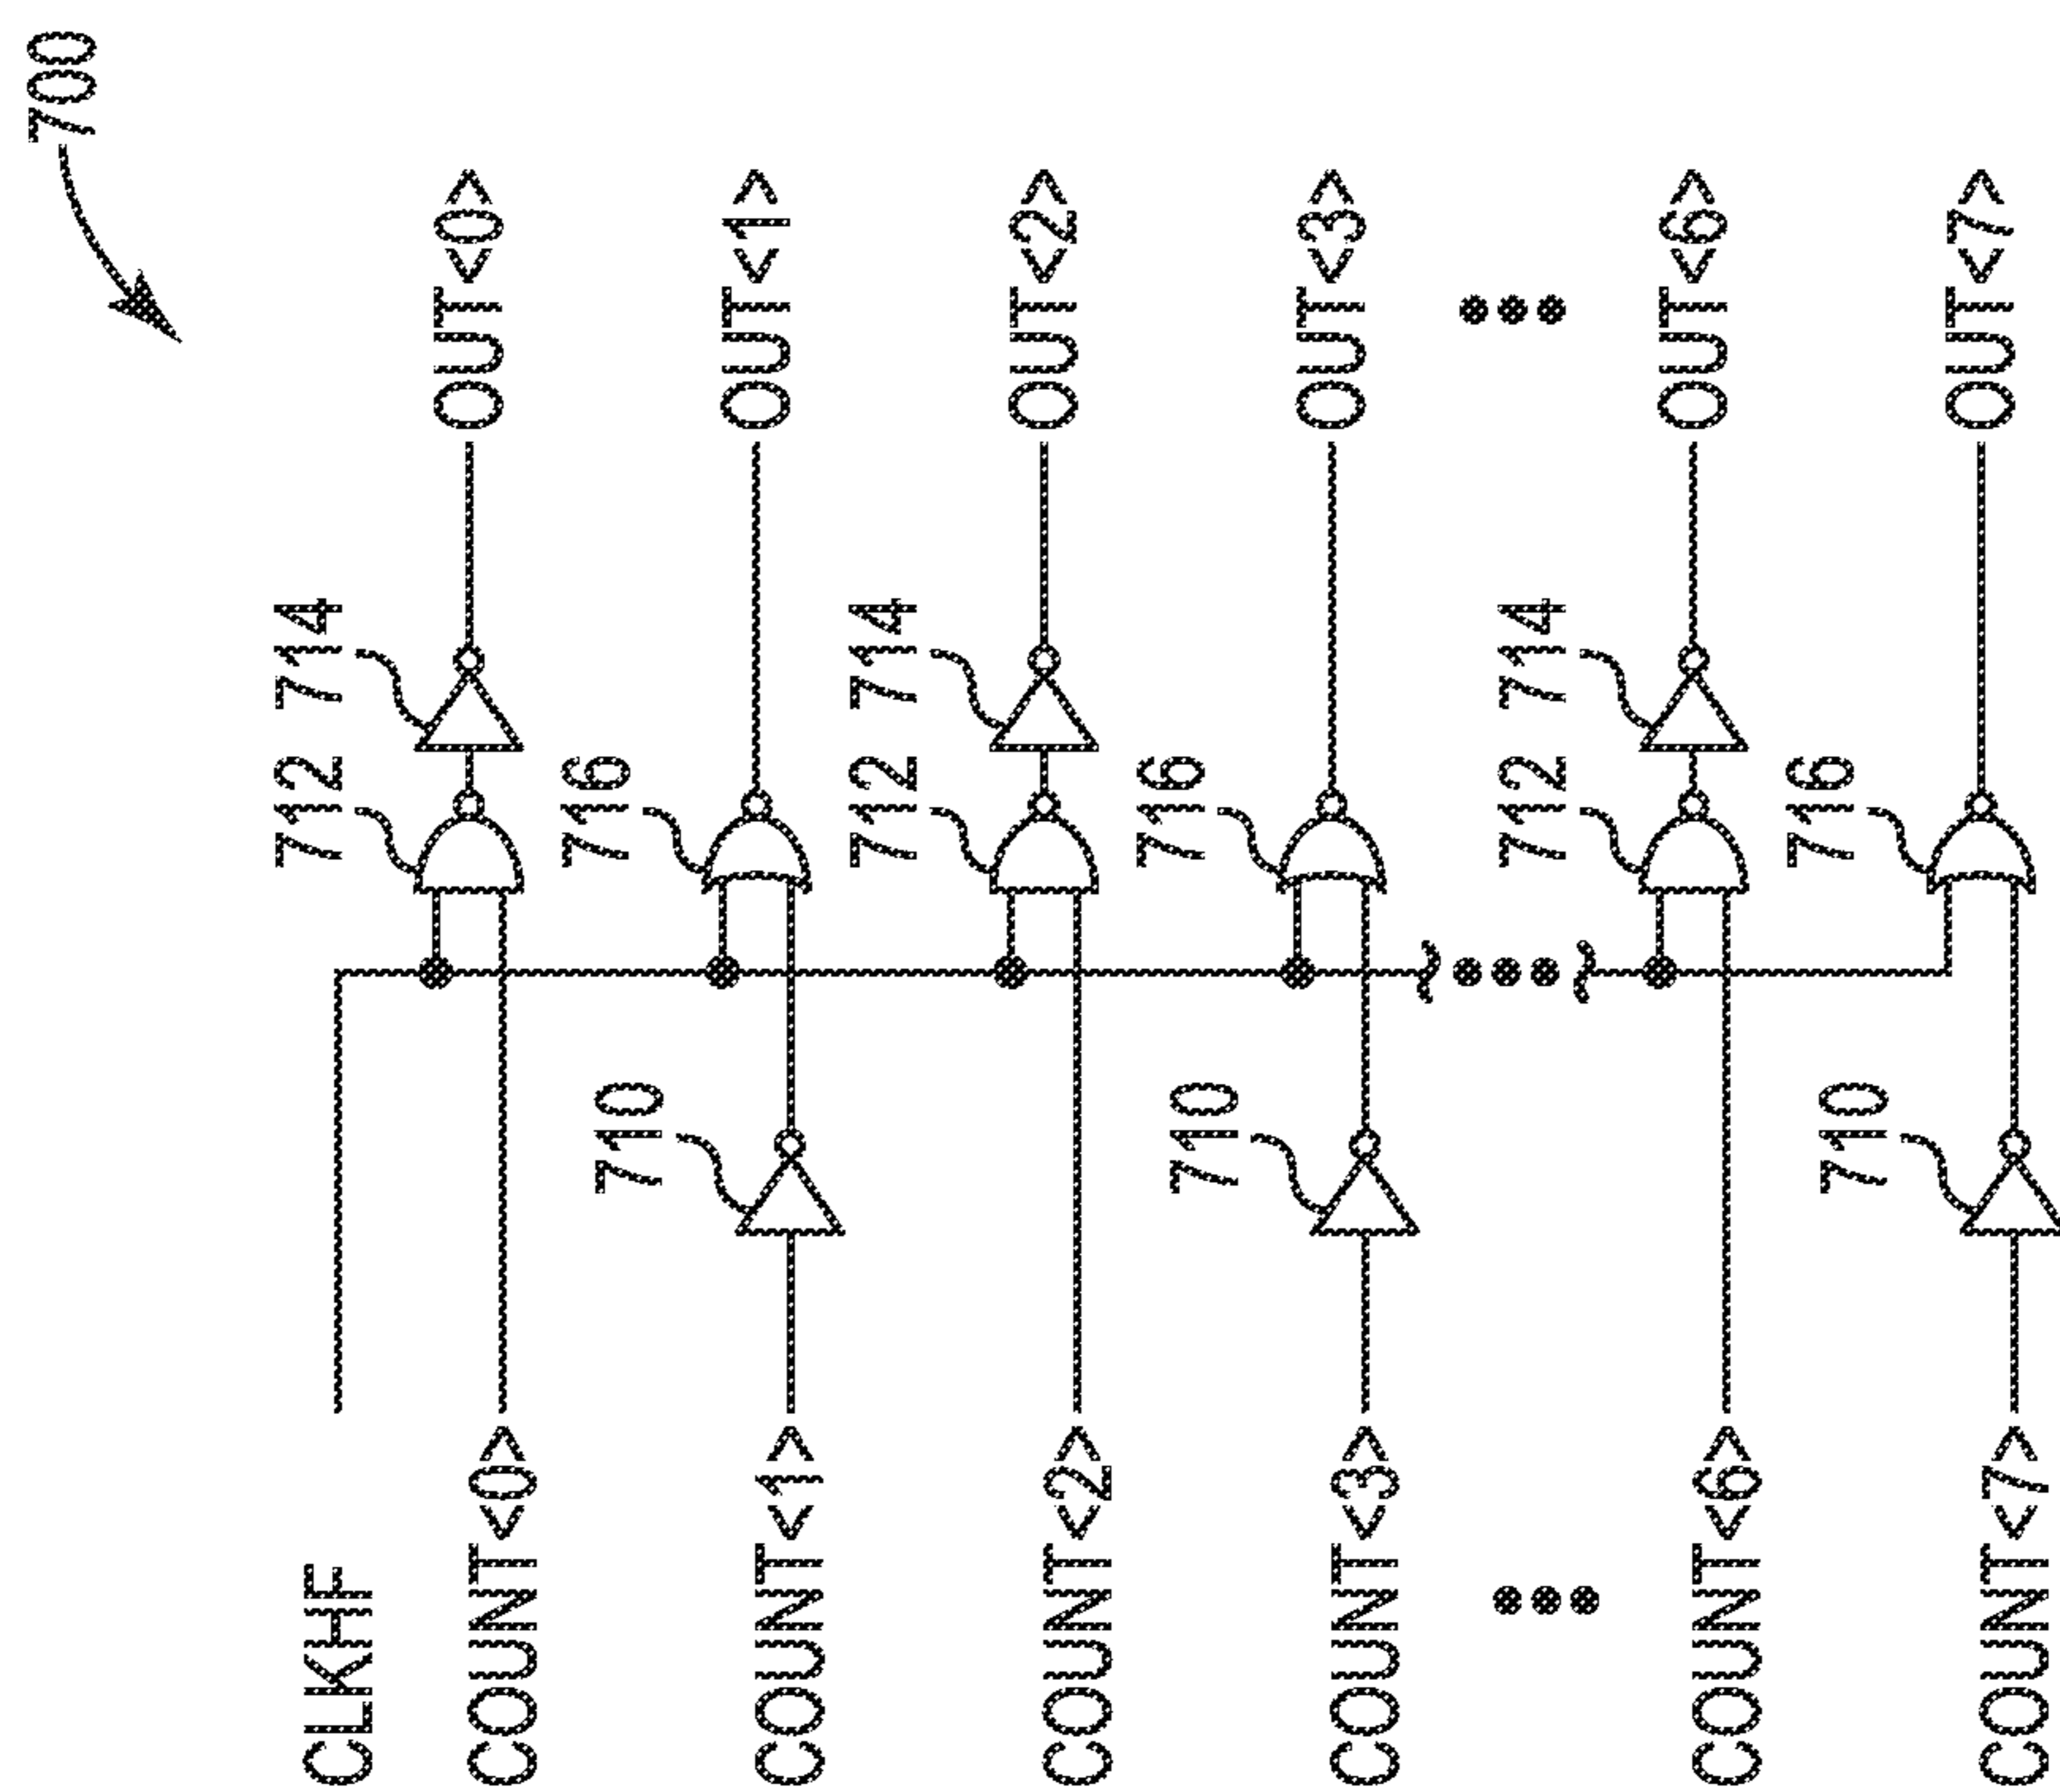 700
CLKHF
COUNT<0>
712
714
OUT<0>
COUNT<1>
710
716
OUT<1>
COUNT<2>
712
714
OUT<2>
COUNT<3>
710
716
OUT<3>
COUNT<6>
712
714
OUT<6>
COUNT<7>
710
716
OUT<7>